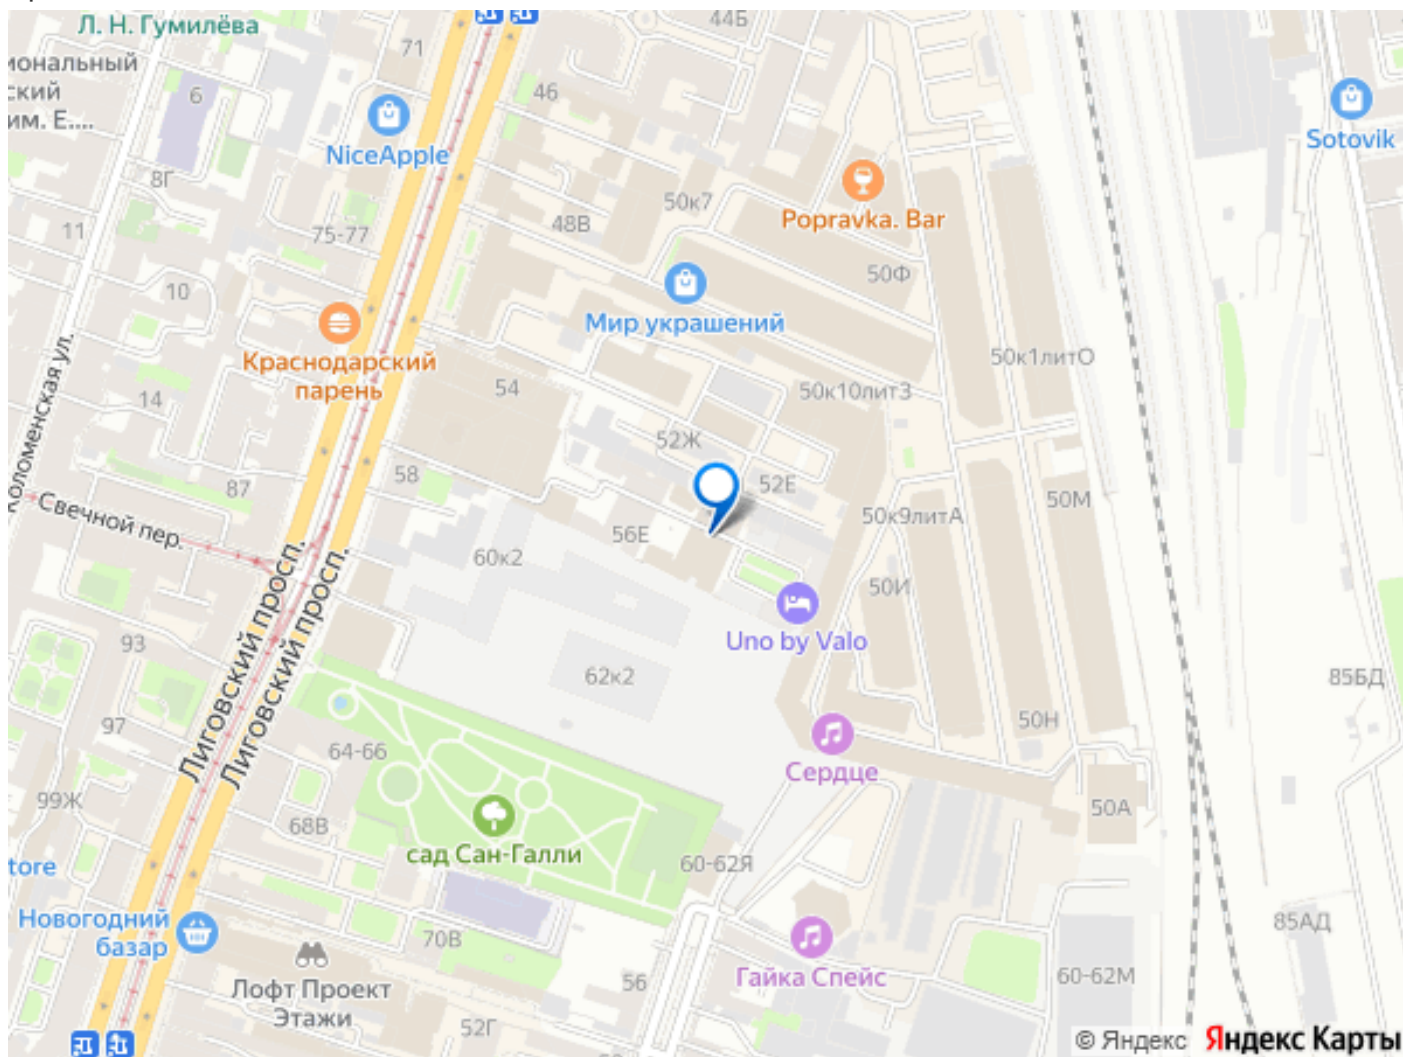 44Б
Л. Н. Гумилёва
71
иональный
ский
им. Е....
6
46
NiceApple
Sotovik
8Г
50к7
Popravka. Bar
11
75-77
48В
50Ф
10
Мир украшений
Краснодарский
парень
54
50к1литО
50к10литЗ
14
Коломенская ул.
52Ж
58
52Е
87
50М
Свечной пер.
50к9литА
56Е
60к2
50И
Лиговский просп.
Лиговский просп.
Uno by Valo
93
62к2
85БД
97
50Н
64-66
Сердце
99Ж
50А
68В
сад Сан-Галли
60-62Я
tore
Новогодний
базар
70В
85АД
Гайка Спейс
60-62М
Лофт Проект
Этажи
56
52Г
© Яндекс Яндекс Карты